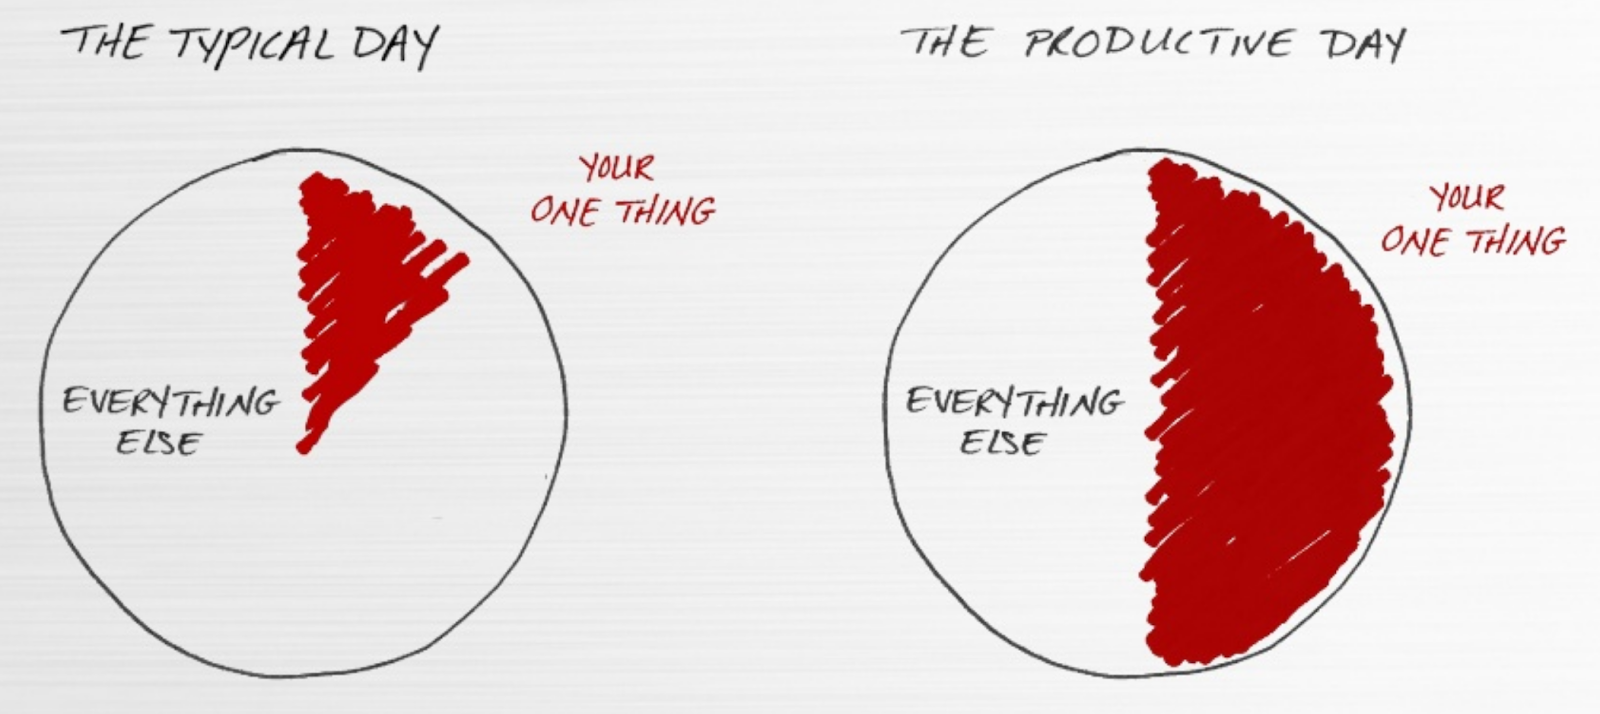 THE TYPICAL DAY
YOUR
ONE THING
EVERYTHING
ELSE
THE PRODUCTIVE DAY
YOUR
ONE THING
EVERYTHING
ELSE